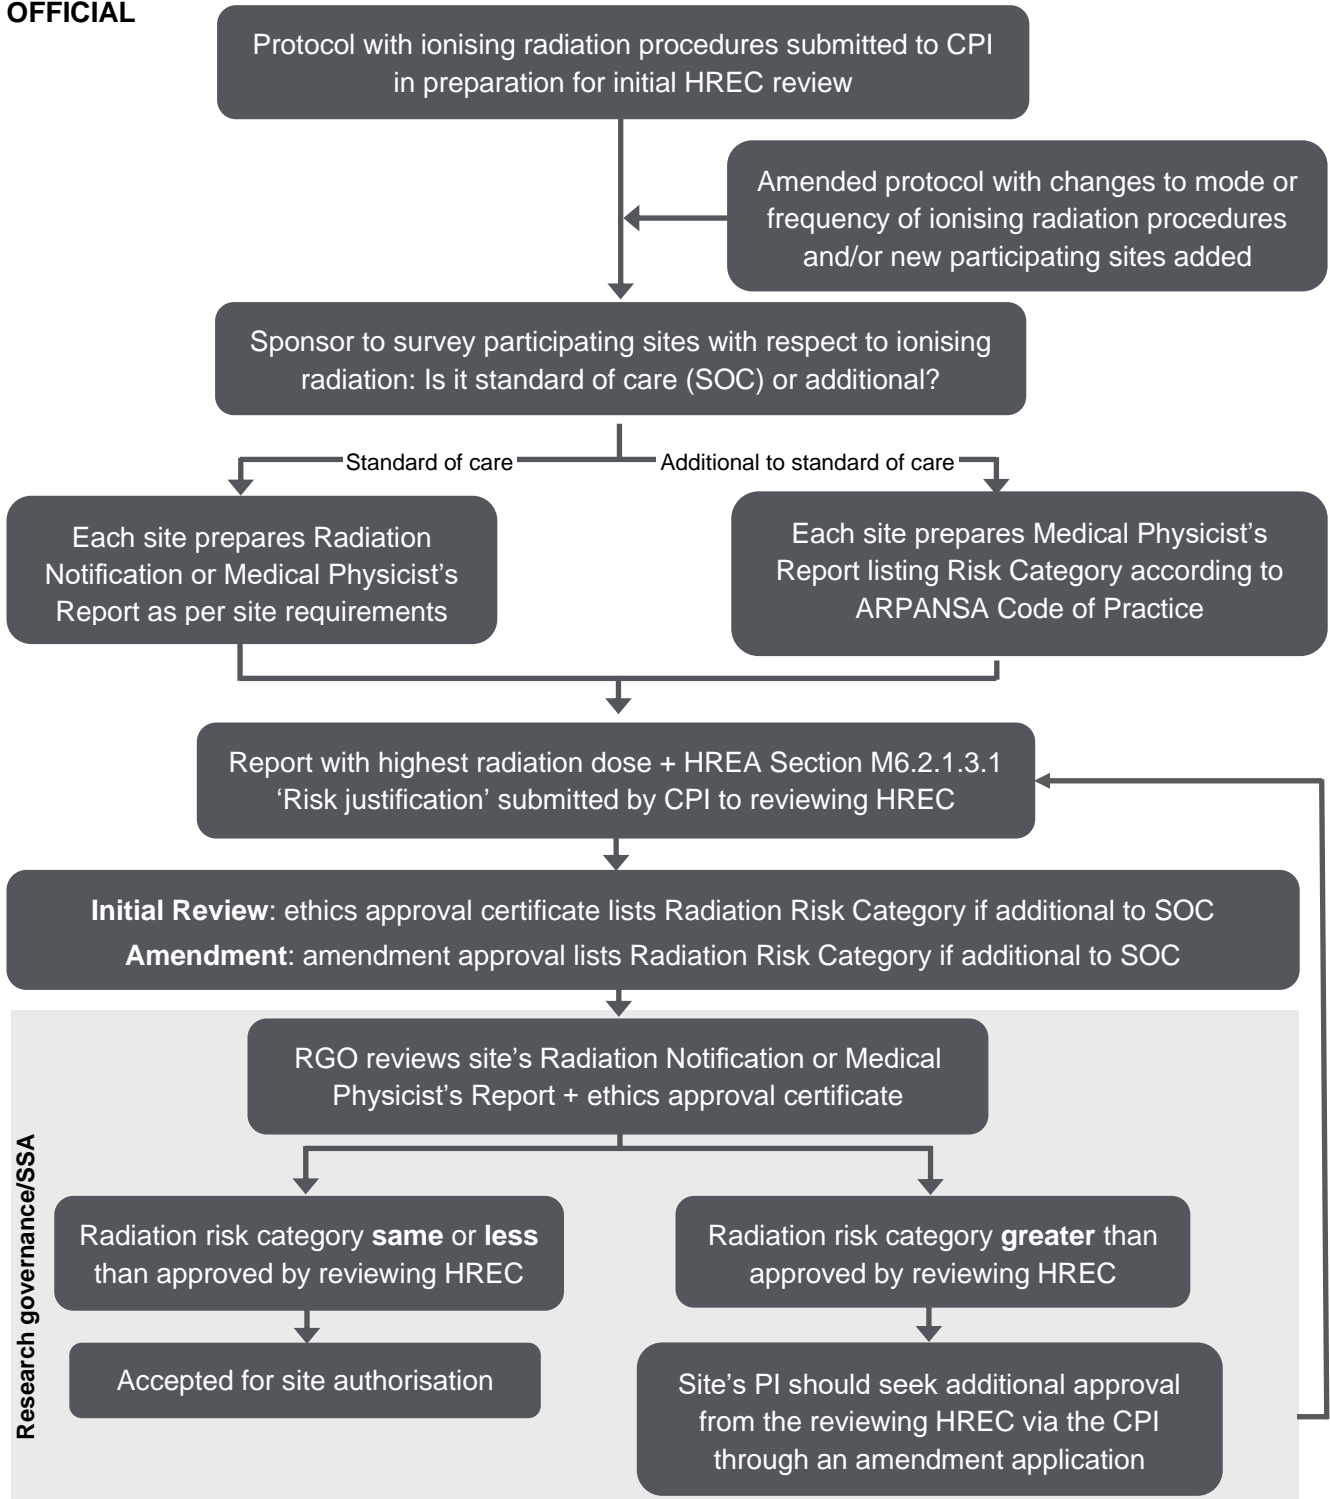 OFFICIAL
Protocol with ionising radiation procedures submitted to CPI
in preparation for initial HREC review
Amended protocol with changes to mode or
frequency of ionising radiation procedures
and/or new participating sites added
Sponsor to survey participating sites with respect to ionising
radiation: Is it standard of care (SOC) or additional?
Standard of care
Additional to standard of care
Each site prepares Radiation
Notification or Medical Physicist’s
Report as per site requirements
Each site prepares Medical Physicist’s
Report listing Risk Category according to
ARPANSA Code of Practice
Report with highest radiation dose + HREA Section M6.2.1.3.1
‘Risk justification’ submitted by CPI to reviewing HREC
Initial Review: ethics approval certificate lists Radiation Risk Category if additional to SOC
Amendment: amendment approval lists Radiation Risk Category if additional to SOC
Research governance/SSA
RGO reviews site’s Radiation Notification or Medical
Physicist’s Report + ethics approval certificate
Radiation risk category same or less
than approved by reviewing HREC
Radiation risk category greater than
approved by reviewing HREC
Accepted for site authorisation
Site’s PI should seek additional approval
from the reviewing HREC via the CPI
through an amendment application